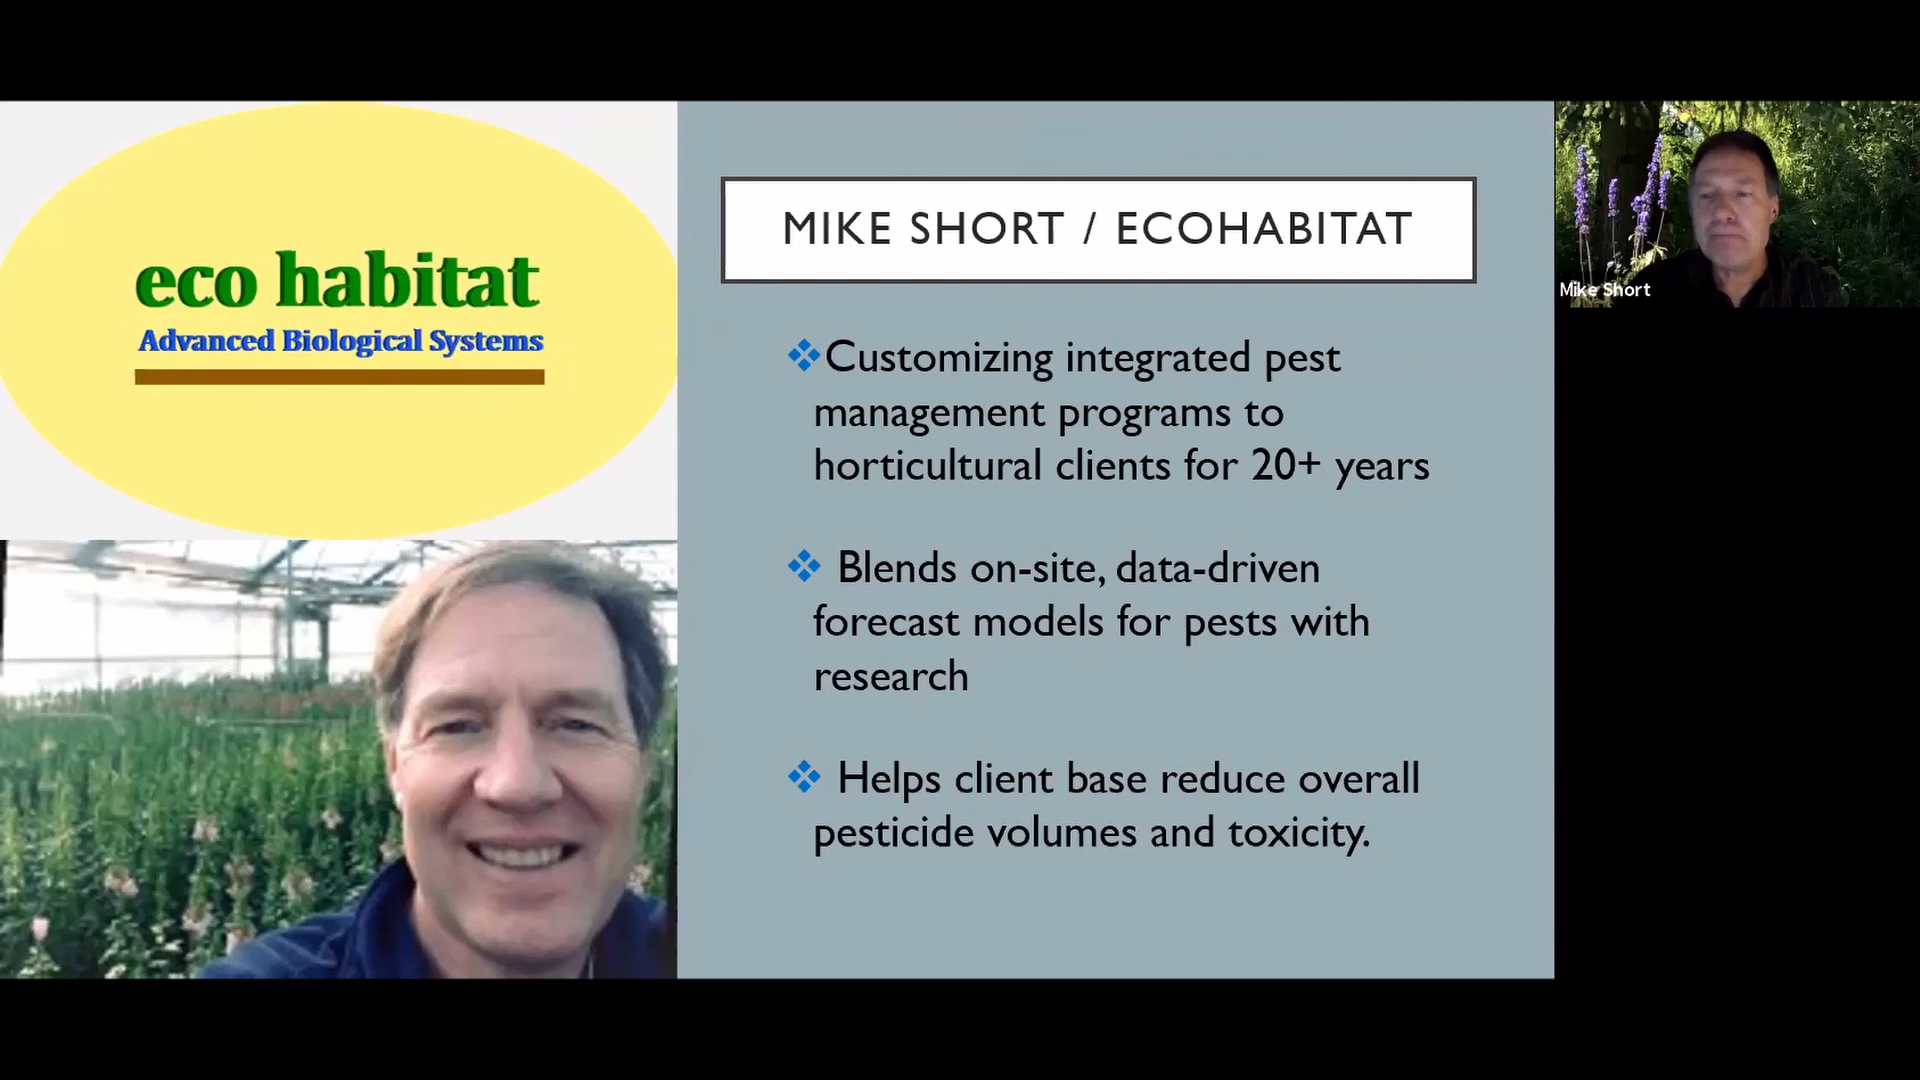 eco habitat
Advanced Biological Systems
MIKE SHORT / ECOHABITAT
Customizing integrated pest
management programs to
horticultural clients for 20+ years
Blends on-site, data-driven
forecast models for pests with
research
Helps client base reduce overall
pesticide volumes and toxicity.
Mike Short